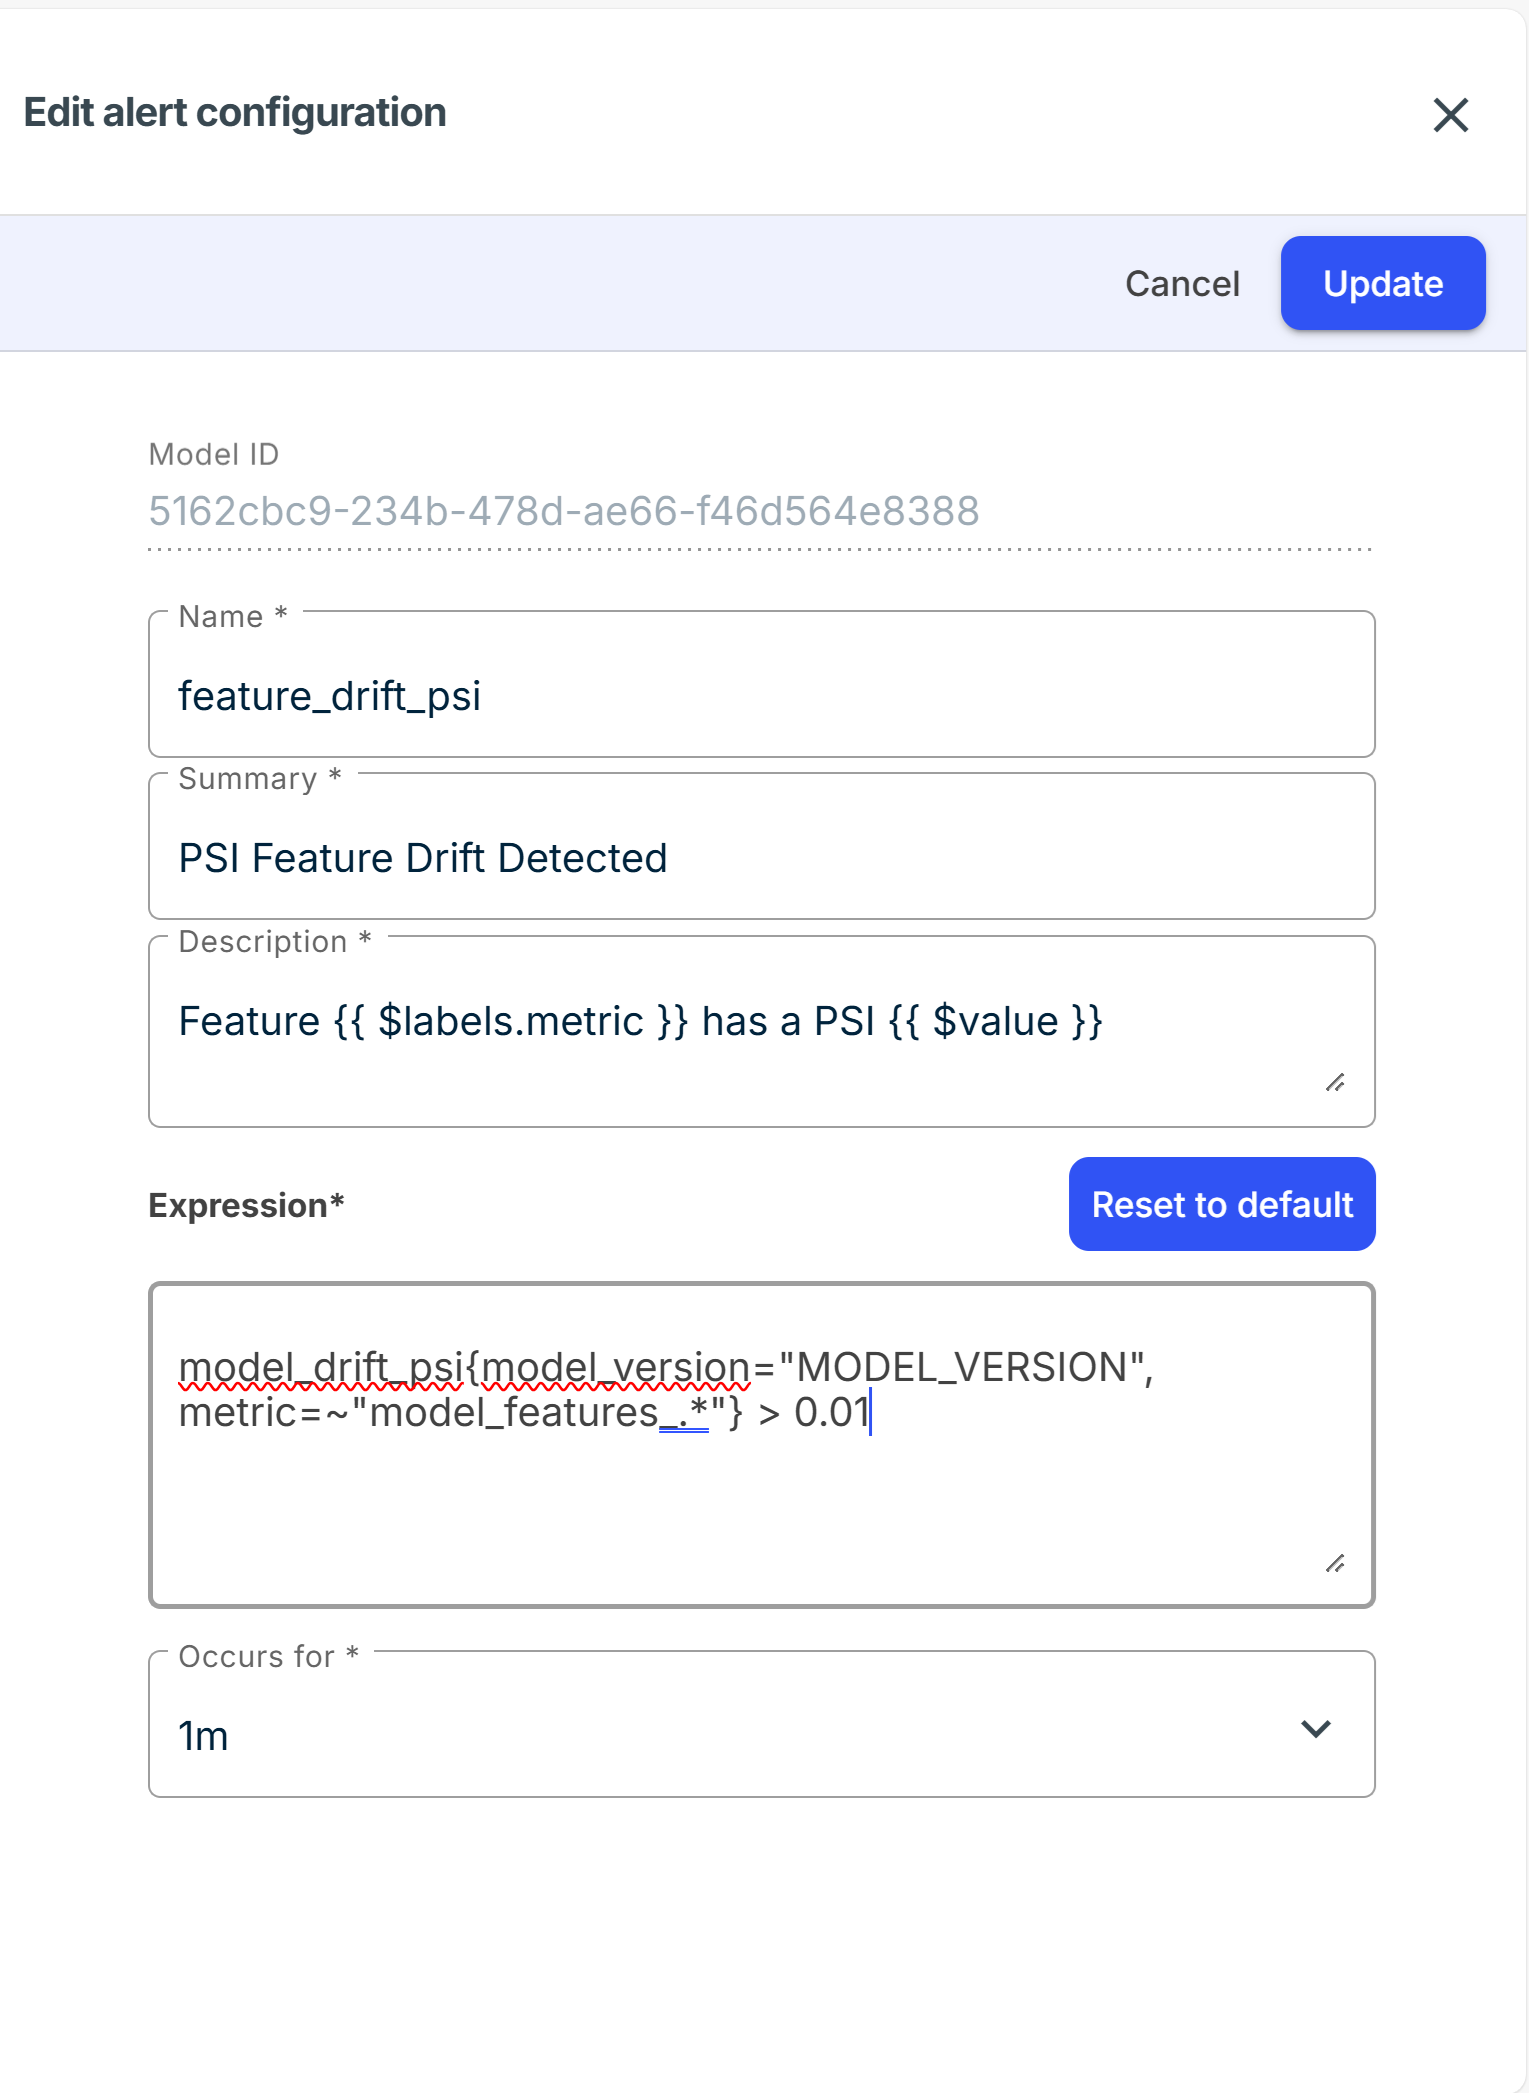 Edit alert configuration
Cancel
Update
Model ID
5162cbc9-234b-478d-ae66-f46d564e8388
Name *
feature_drift_psi
Summary *
PSI Feature Drift Detected
Description *
Feature {{ $labels.metric }} has a PSI {{ $value }}
Expression*
Reset to default
model_drift_psi{model_version="MODEL_VERSION",
metric=~"model_features_.*"} > 0.01
Occurs for *
1m